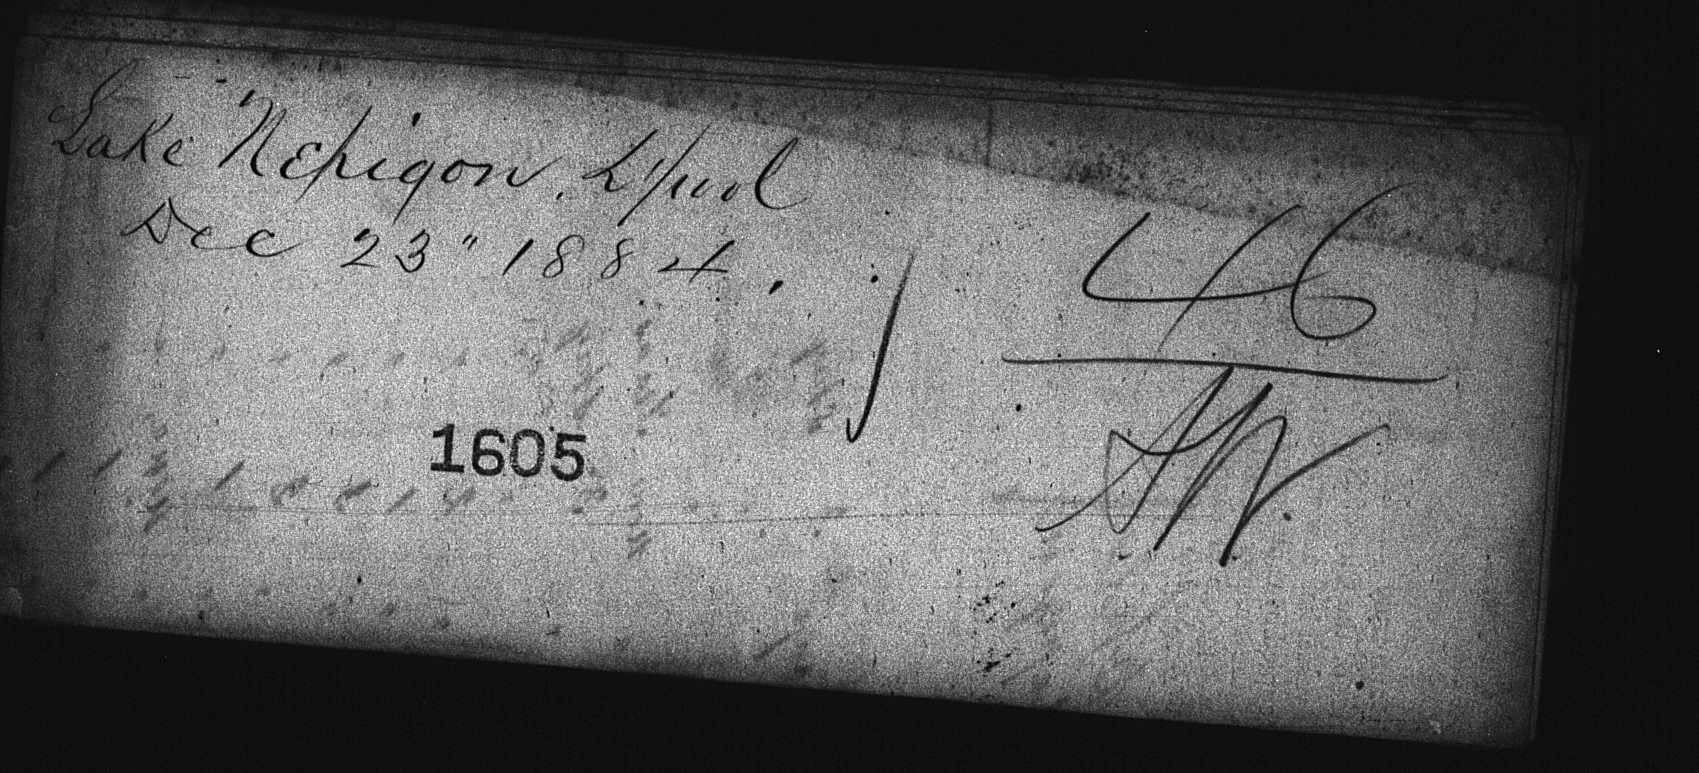 Lake Nepigon. L'pool
Dec 23" 1884.
46
1605